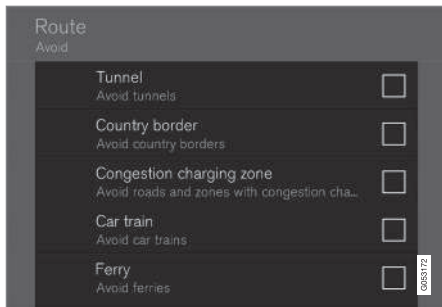 Route
Avoid
Tunnel
Avoid tunnels
Country border
Avoid country borders
Congestion charging zone
Avoid roads and zones with congestion cha...
Car train
Avoid car trains
Ferry
Avoid ferries
G053172